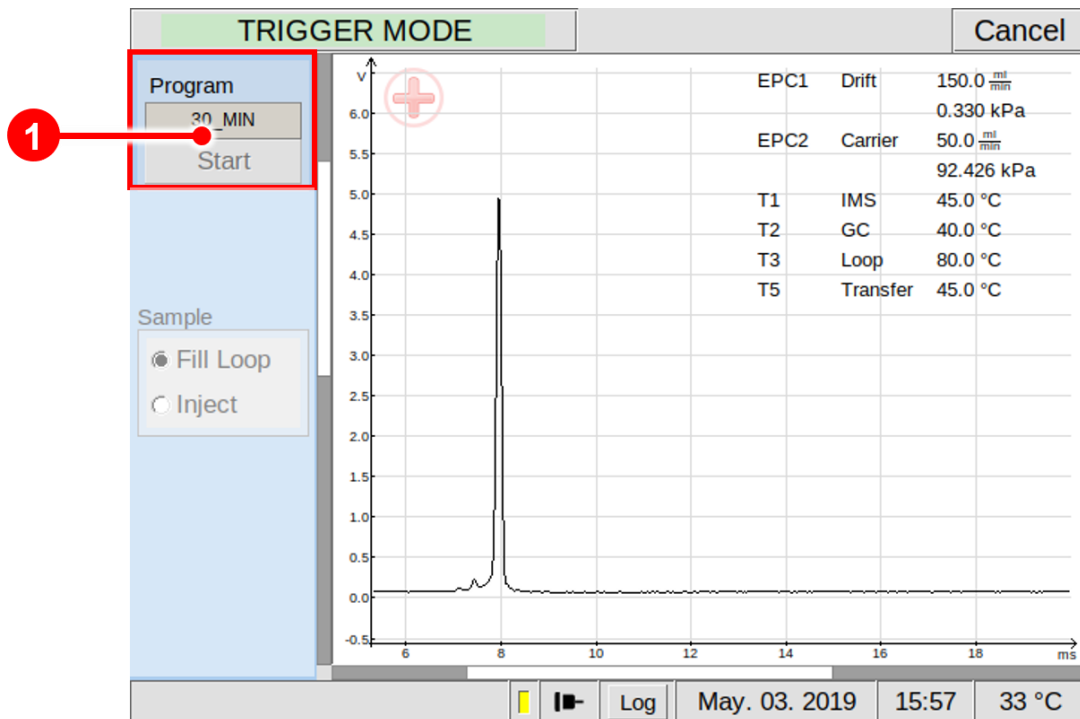 TRIGGER MODE
Cancel
Program
30_MIN
Start
1
Sample
Fill Loop
Inject
V
6.0
5.5
5.0
4.5
4.0
3.5
3.0
2.5
2.0
1.5
1.0
0.5
0.0
-0.5
6 8 10 12 14 16 18 ms
EPC1 Drift 150.0 ml/min
0.330 kPa
EPC2 Carrier 50.0 ml/min
92.426 kPa
T1 IMS 45.0 °C
T2 GC 40.0 °C
T3 Loop 80.0 °C
T5 Transfer 45.0 °C
Log May. 03. 2019 15:57 33 °C